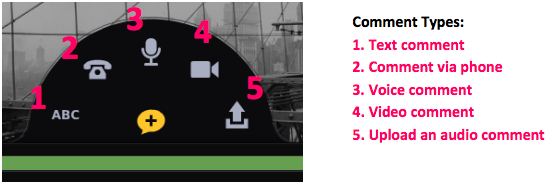 3
4
2
5
1
ABC
Comment Types:
1. Text comment
2. Comment via phone
3. Voice comment
4. Video comment
5. Upload an audio comment